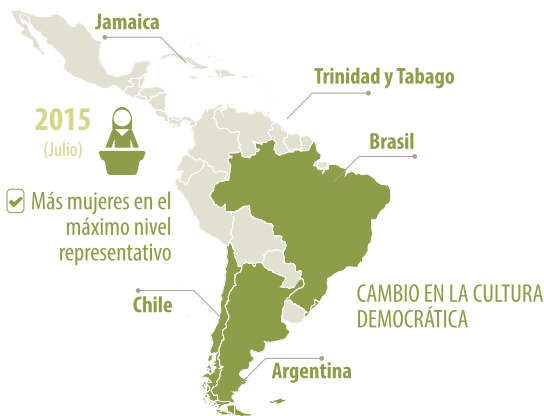 Jamaica
Trinidad y Tabago
2015
(Julio)
Brasil
Más mujeres en el
máximo nivel
representativo
Chile
CAMBIO EN LA CULTURA
DEMOCRÁTICA
Argentina